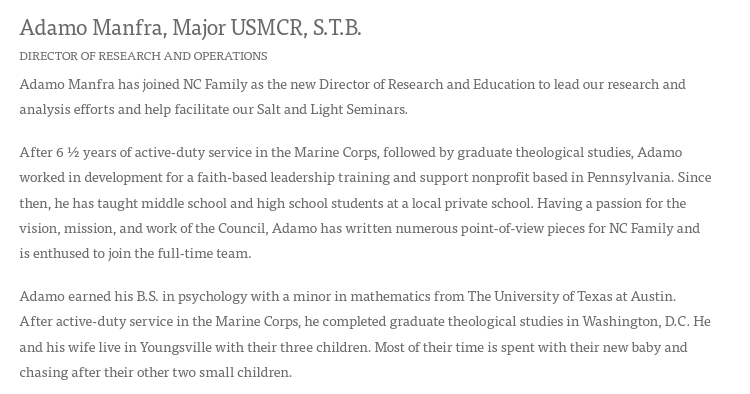 Adamo Manfra, Major USMCR, S.T.B.
DIRECTOR OF RESEARCH AND OPERATIONS
Adamo Manfra has joined NC Family as the new Director of Research and Education to lead our research and
analysis efforts and help facilitate our Salt and Light Seminars.
After 6 ½ years of active-duty service in the Marine Corps, followed by graduate theological studies, Adamo
worked in development for a faith-based leadership training and support nonprofit based in Pennsylvania. Since
then, he has taught middle school and high school students at a local private school. Having a passion for the
vision, mission, and work of the Council, Adamo has written numerous point-of-view pieces for NC Family and
is enthused to join the full-time team.
Adamo earned his B.S. in psychology with a minor in mathematics from The University of Texas at Austin.
After active-duty service in the Marine Corps, he completed graduate theological studies in Washington, D.C. He
and his wife live in Youngsville with their three children. Most of their time is spent with their new baby and
chasing after their other two small children.